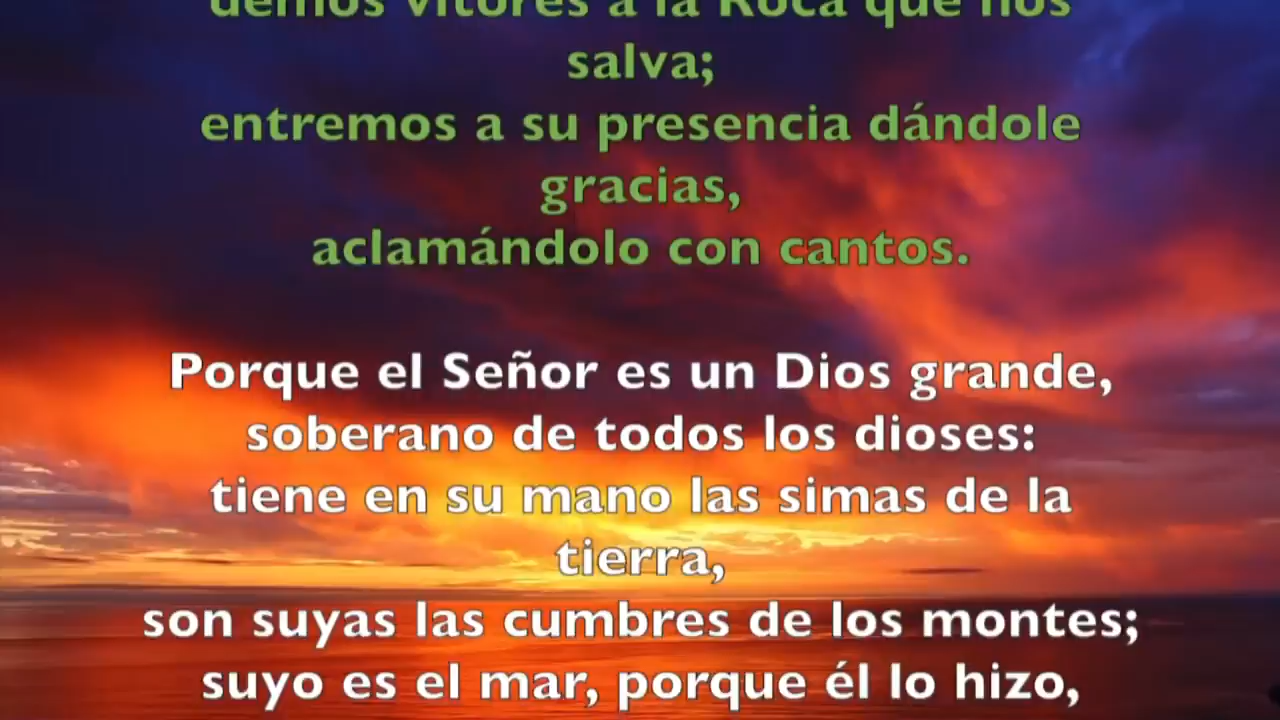 demos vítores a la Roca que nos
salva;
entremos a su presencia dándole
gracias,
aclamándolo con cantos.
Porque el Señor es un Dios grande,
soberano de todos los dioses:
tiene en su mano las simas de la
tierra,
son suyas las cumbres de los montes;
suyo es el mar, porque él lo hizo,